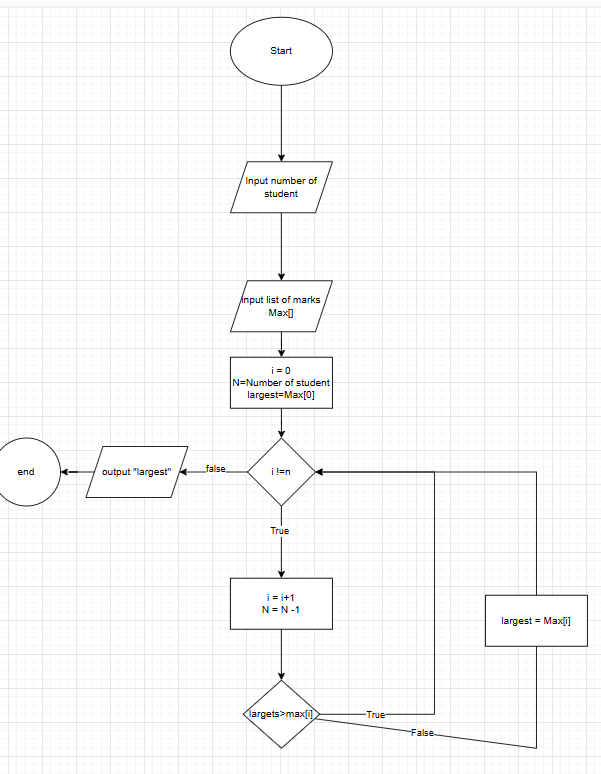 Start
Input number of
student
input list of marks
Max[]
i = 0
N=Number of student
largest=Max[0]
end
output "largest"
false
i !=n
True
i = i+1
N = N -1
largest = Max[i]
largets>max[i]
True
False